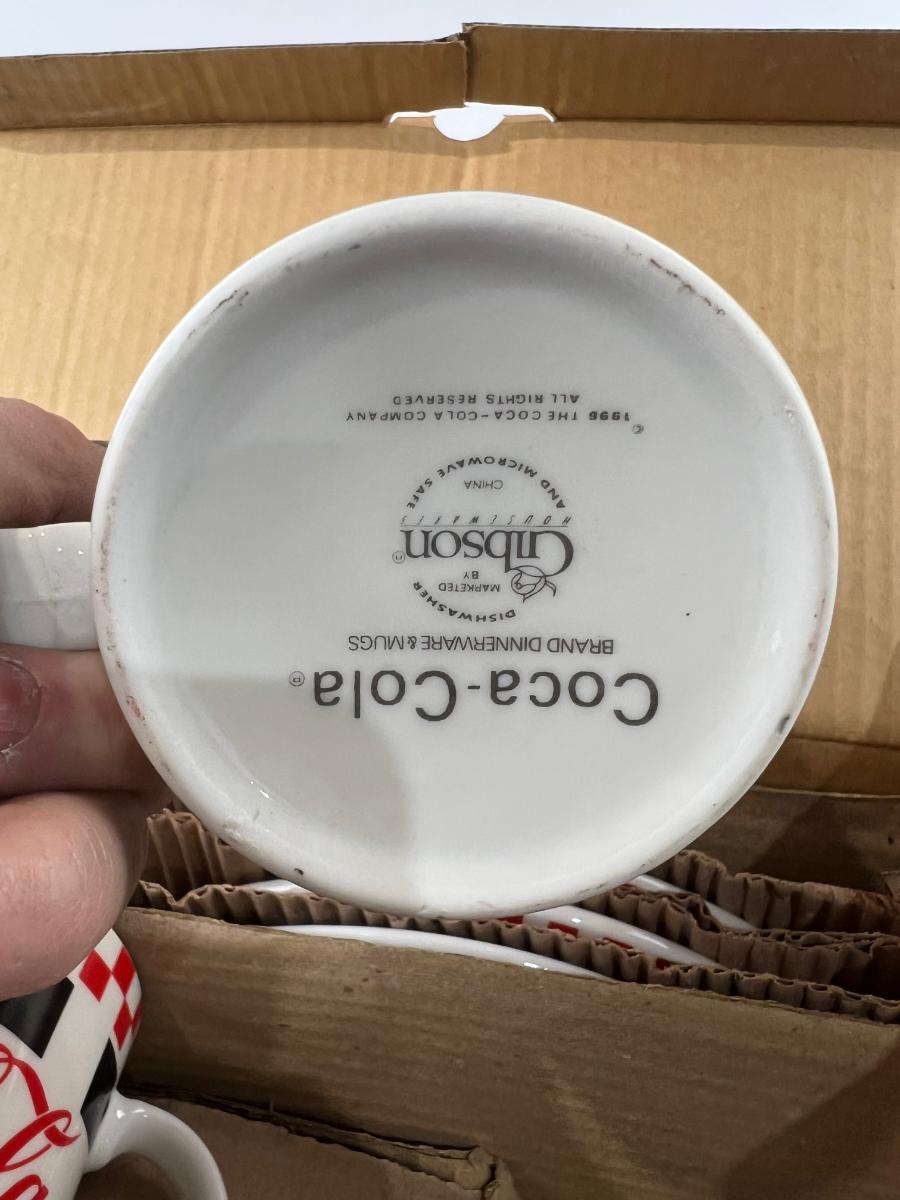 Coca-Cola®
BRAND DINNERWARE & MUGS
DISHWASHER
MARKETED
BY
Gibson®
HOUSEWARES
CHINA
AND MICROWAVE SAFE
© 1996 THE COCA-COLA COMPANY
ALL RIGHTS RESERVED